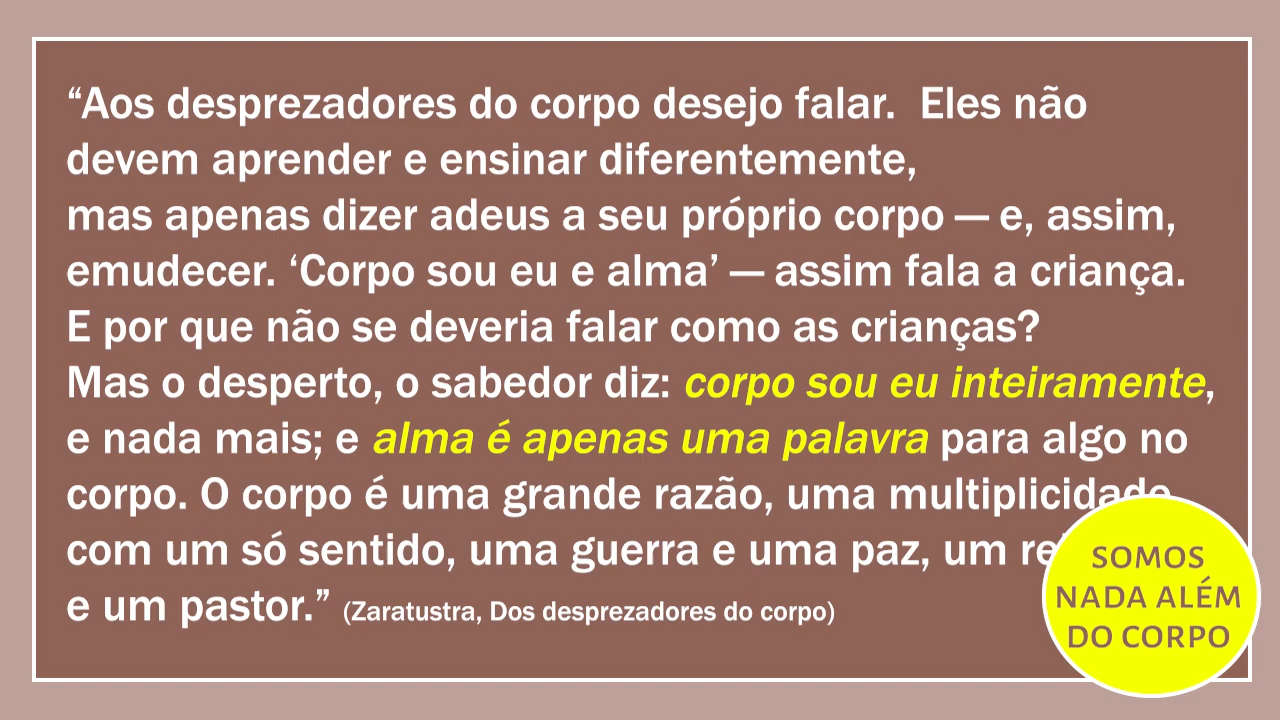 “Aos desprezadores do corpo desejo falar. Eles não
devem aprender e ensinar diferentemente,
mas apenas dizer adeus a seu próprio corpo — e, assim,
emudecer. ‘Corpo sou eu e alma’ — assim fala a criança.
E por que não se deveria falar como as crianças?
Mas o desperto, o sabedor diz: corpo sou eu inteiramente,
e nada mais; e alma é apenas uma palavra para algo no
corpo. O corpo é uma grande razão, uma multiplicidade
com um só sentido, uma guerra e uma paz, um
e um pastor.” (Zaratustra, Dos desprezadores do corpo)
SOMOS
NADA ALÉM
DO CORPO